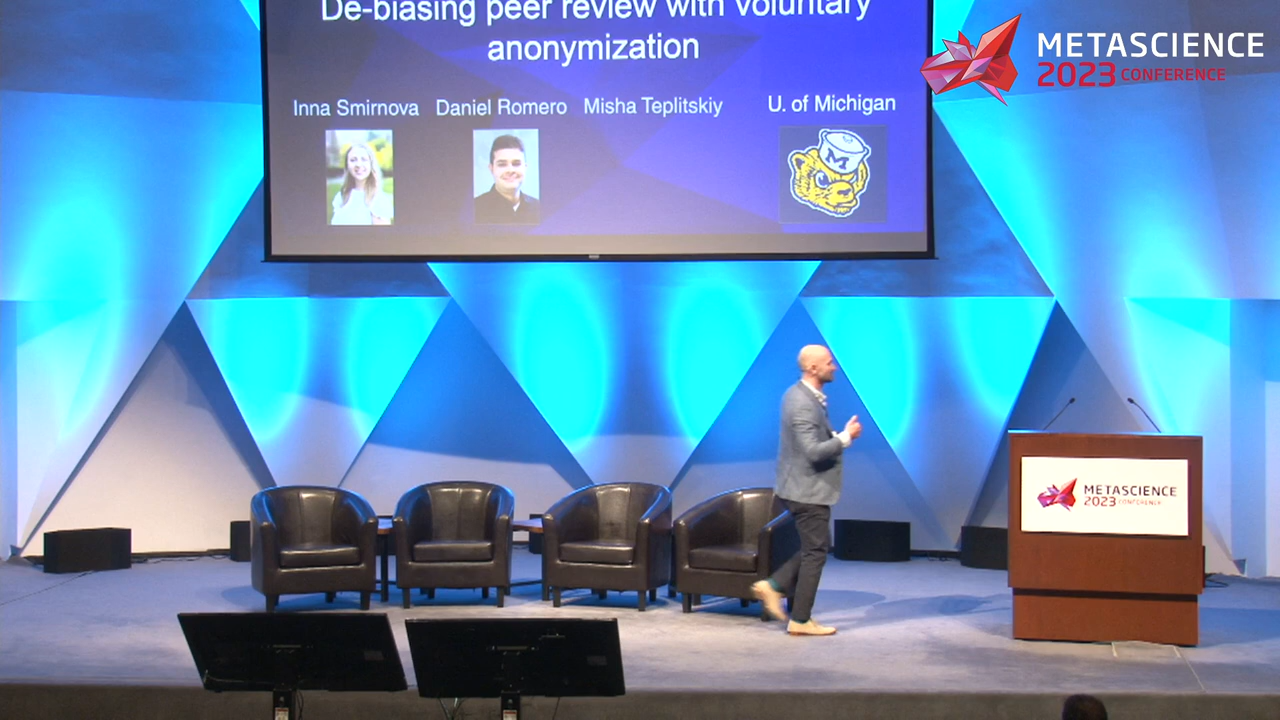 De-biasing peer review with voluntary
anonymization
Inna Smirnova Daniel Romero Misha Teplitskiy U. of Michigan
M
METASCIENCE
2023 CONFERENCE
METASCIENCE
2023 CONFERENCE